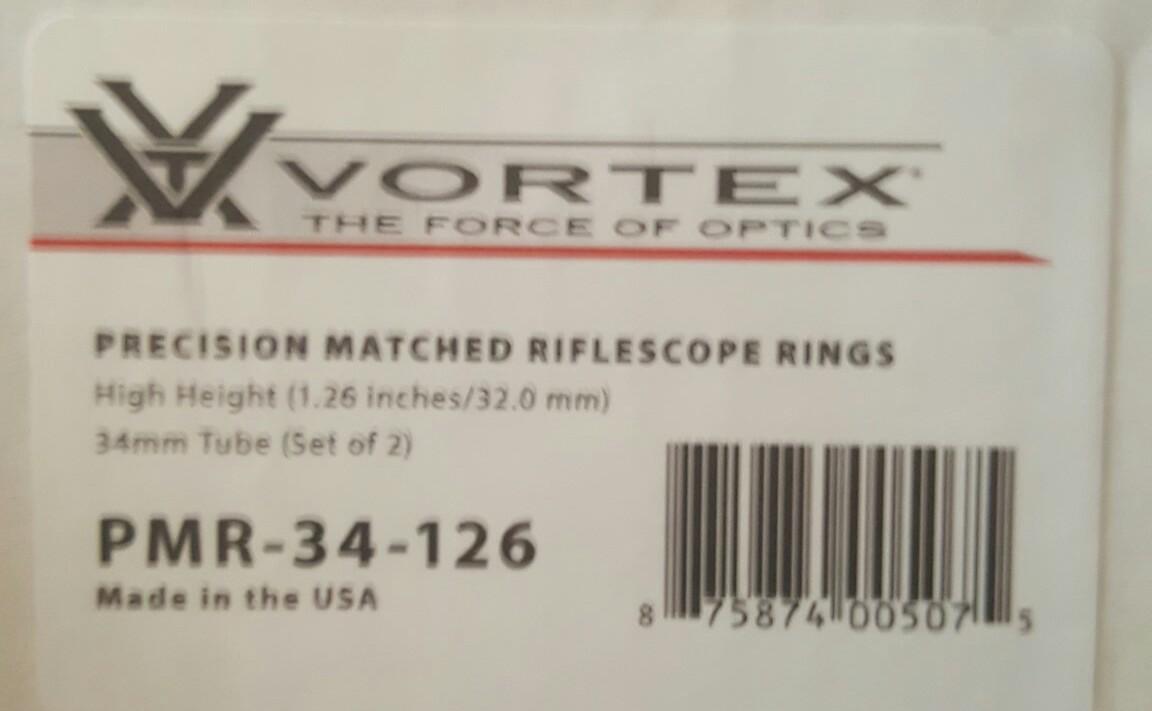 VORTEX
THE FORCE OF OPTICS
PRECISION MATCHED RIFLESCOPE RINGS
High Height (1.26 inches/32.0 mm)
34mm Tube (Set of 2)
PMR-34-126
Made in the USA
8 75874 00507 5